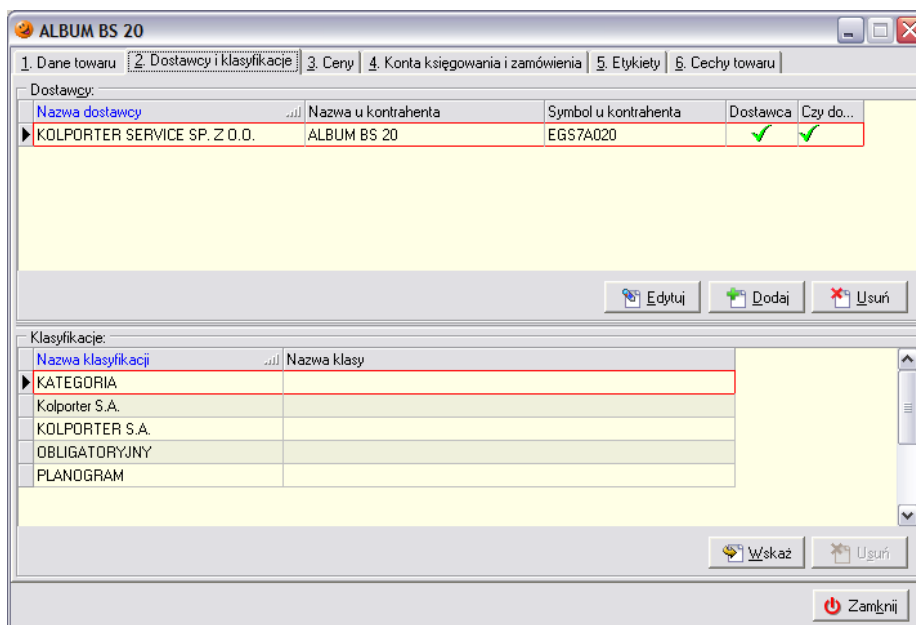 ALBUM BS 20
1. Dane towaru 2. Dostawcy i klasyfikacje 3. Ceny 4. Konta księgowania i zamówienia 5. Etykiety 6. Cechy towaru
Dostawcy:
Nazwa dostawcy Nazwa u kontrahenta Symbol u kontrahenta Dostawca Czy do...
KOLPORTER SERVICE SP. Z O.O. ALBUM BS 20 EGS7A020
Edytuj Dodaj Usuń
Klasyfikacje:
Nazwa klasyfikacji Nazwa klasy
KATEGORIA
Kolporter S.A.
KOLPORTER S.A.
OBLIGATORYJNY
PLANOGRAM
Wskaż Usuń
Zamknij